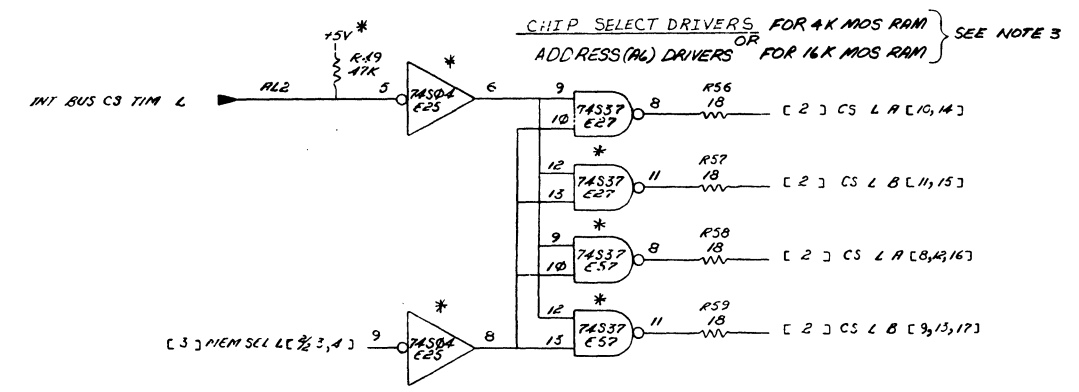 CHIP SELECT DRIVERS FOR 4K MOS RAM
OR
ADDRESS(A6) DRIVERS FOR 16K MOS RAM
SEE NOTE 3
+5V *
R49
47K
INT BUS C3 TIM L
AL2
5
*
74S04
E25
6
9
10
74S37
E27
8
R56
18
[ 2 ] CS L A [10,14]
*
12
13
74S37
E27
11
R57
18
[ 2 ] CS L B [11,15]
*
9
10
74S37
E57
8
R58
18
[ 2 ] CS L A [8,12,16]
*
12
13
74S37
E57
11
R59
18
[ 2 ] CS L B [9,13,17]
[3] MEM SEL L [ 3,4 ]
9
*
74S04
E25
8